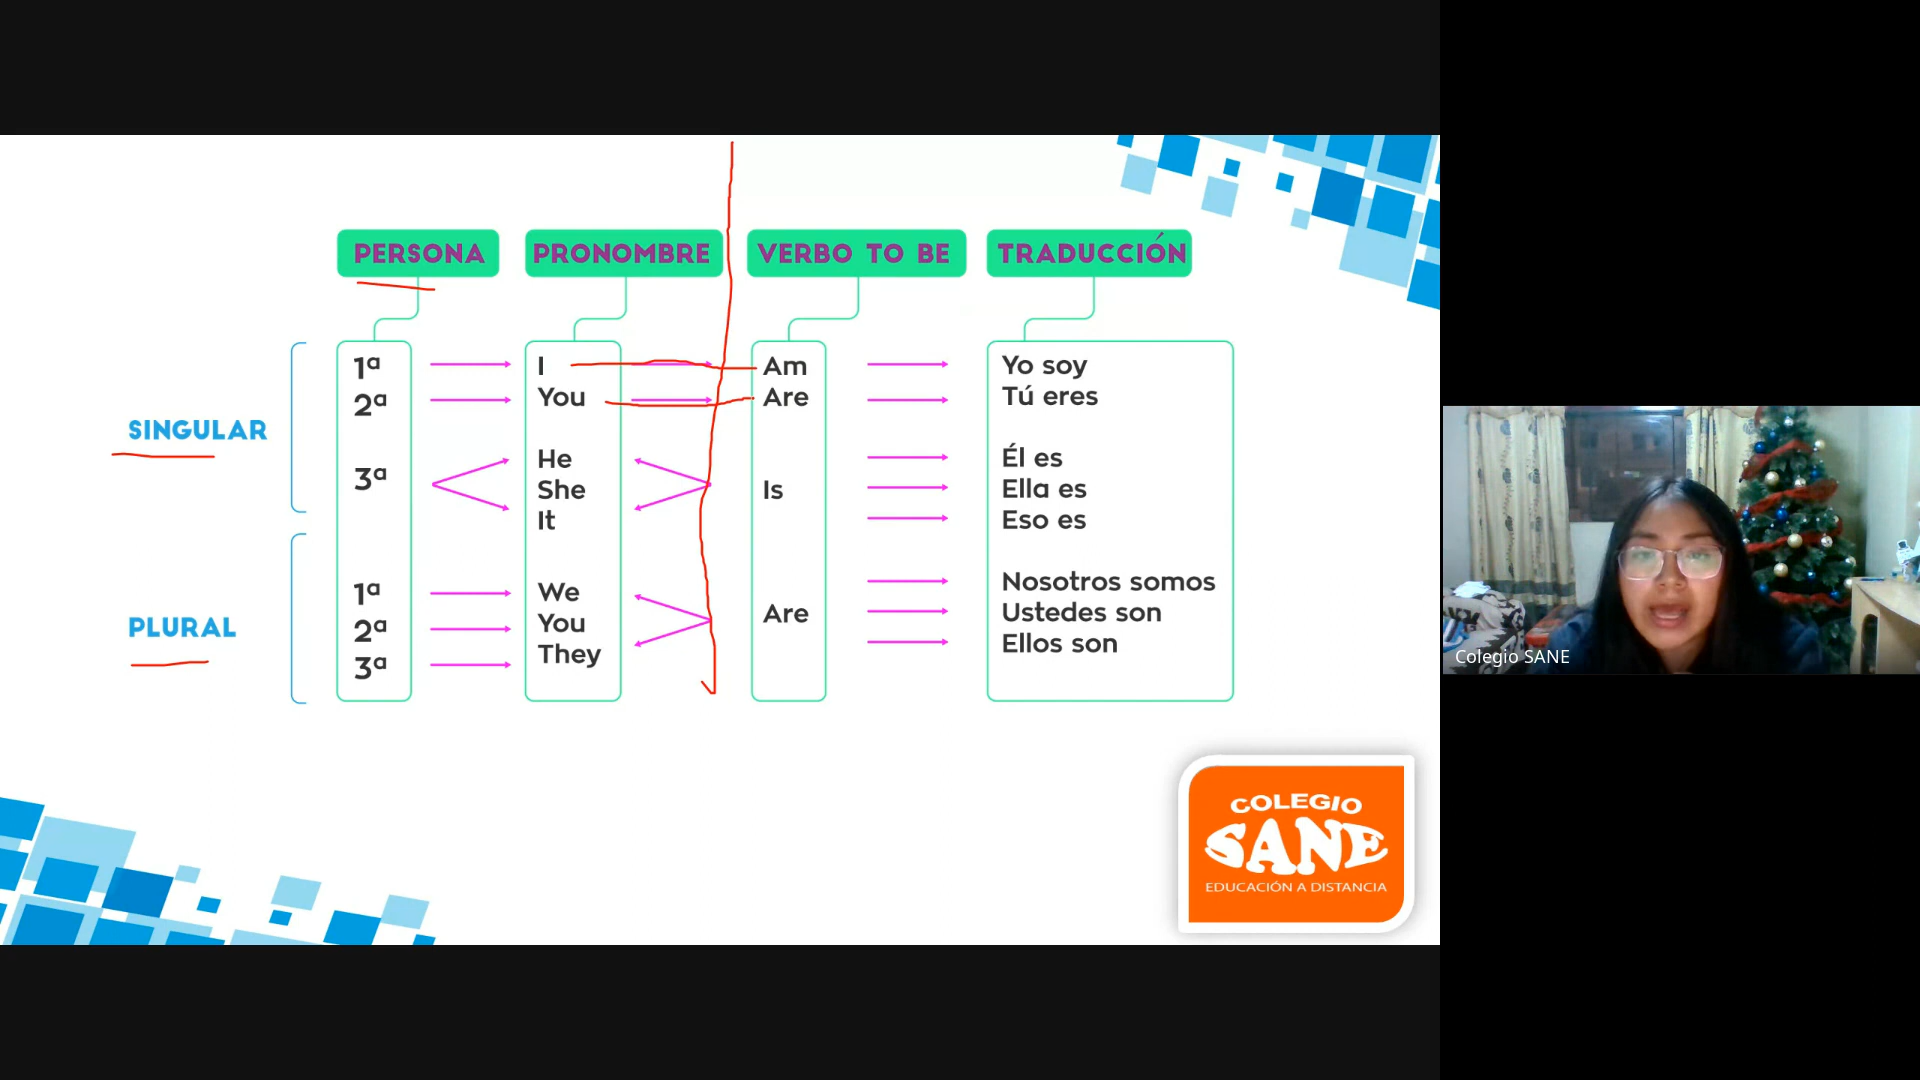 PERSONA PRONOMBRE VERBO TO BE TRADUCCIÓN
SINGULAR
1ª I Am Yo soy
2ª You Are Tú eres
3ª He Él es
She Is Ella es
It Eso es
PLURAL
1ª We Nosotros somos
2ª You Are Ustedes son
3ª They Ellos son
COLEGIO
SANE
EDUCACIÓN A DISTANCIA
Colegio SANE